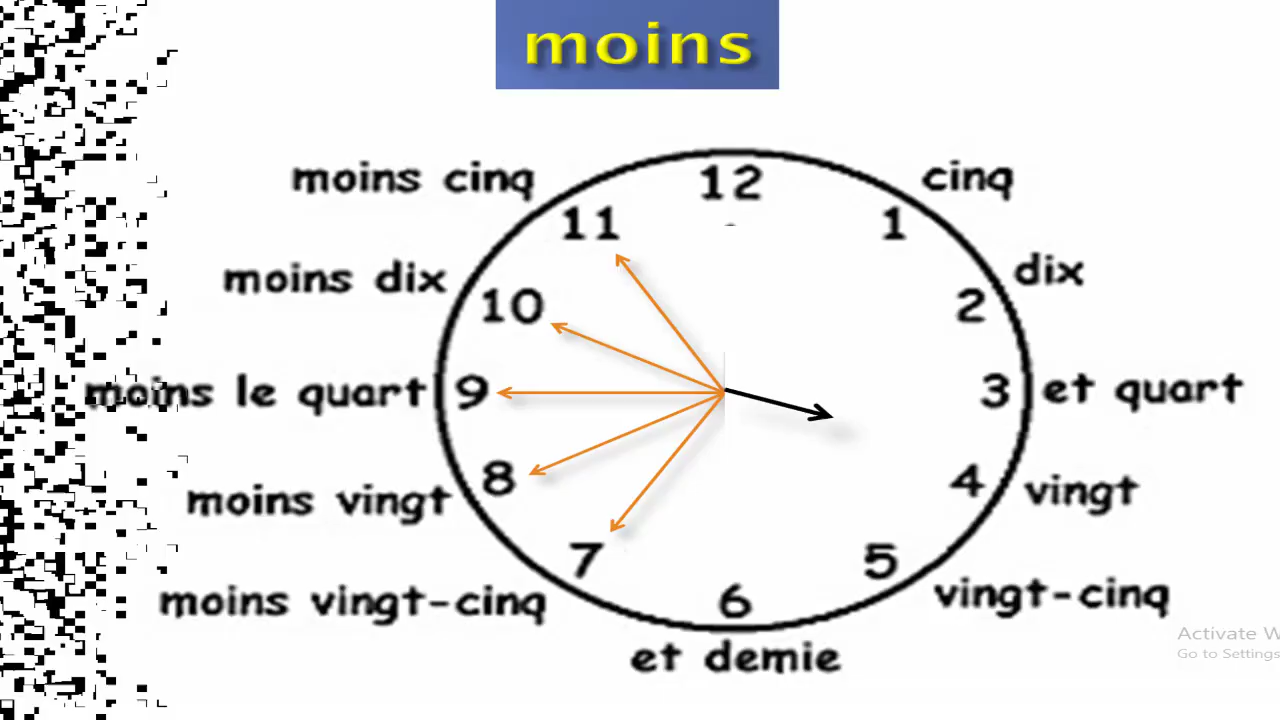 moins
moins cinq
12
cinq
11
1
moins dix
dix
10
2
moins le quart
9
3
et quart
moins vingt
8
4
vingt
7
5
moins vingt-cinq
6
vingt-cinq
et demie
Activate W
Go to Settings